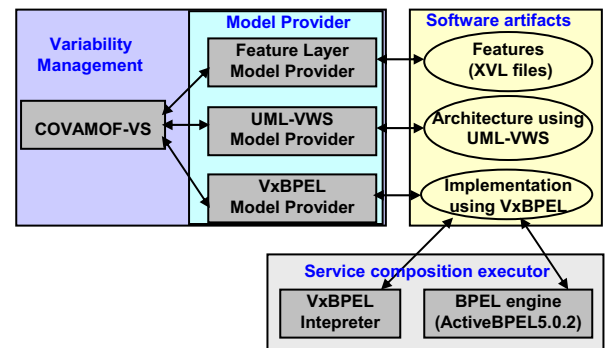 Variability
Management
Model Provider
Software artifacts
Feature Layer
Model Provider
Features
(XVL files)
COVAMOF-VS
UML-VWS
Model Provider
Architecture using
UML-VWS
VxBPEL
Model Provider
Implementation
using VxBPEL
Service composition executor
VxBPEL
Intepreter
BPEL engine
(ActiveBPEL5.0.2)